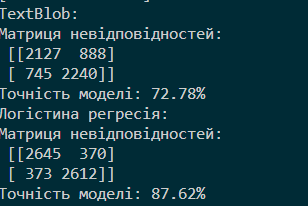 TextBlob:
Матриця невідповідностей:
[[2127 888]
[ 745 2240]]
Точність моделі: 72.78%
Логістина регресія:
Матриця невідповідностей:
[[2645 370]
[ 373 2612]]
Точність моделі: 87.62%